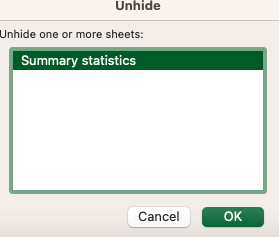 Unhide
Unhide one or more sheets:
Summary statistics
Cancel OK